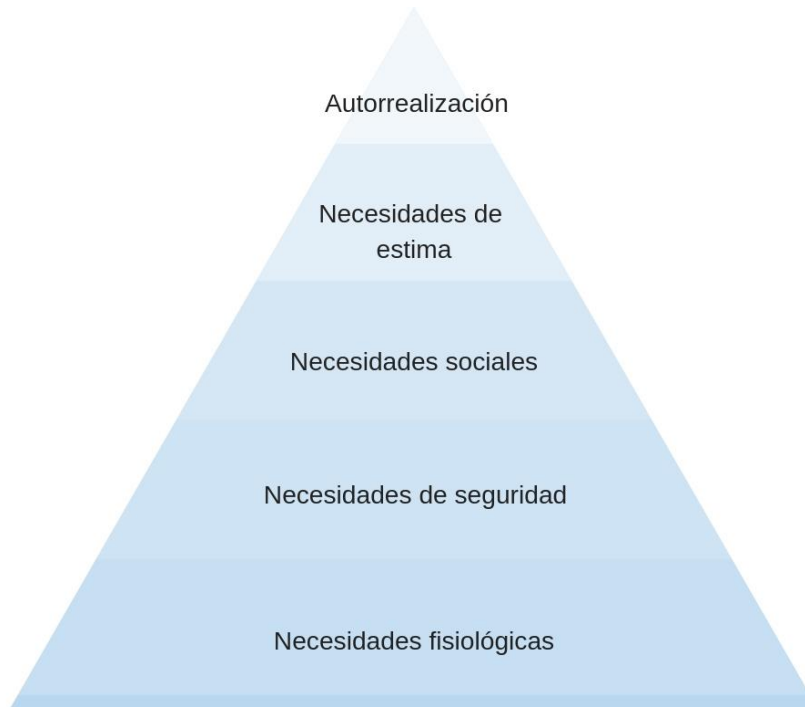 Autorrealización
Necesidades de
estima
Necesidades sociales
Necesidades de seguridad
Necesidades fisiológicas